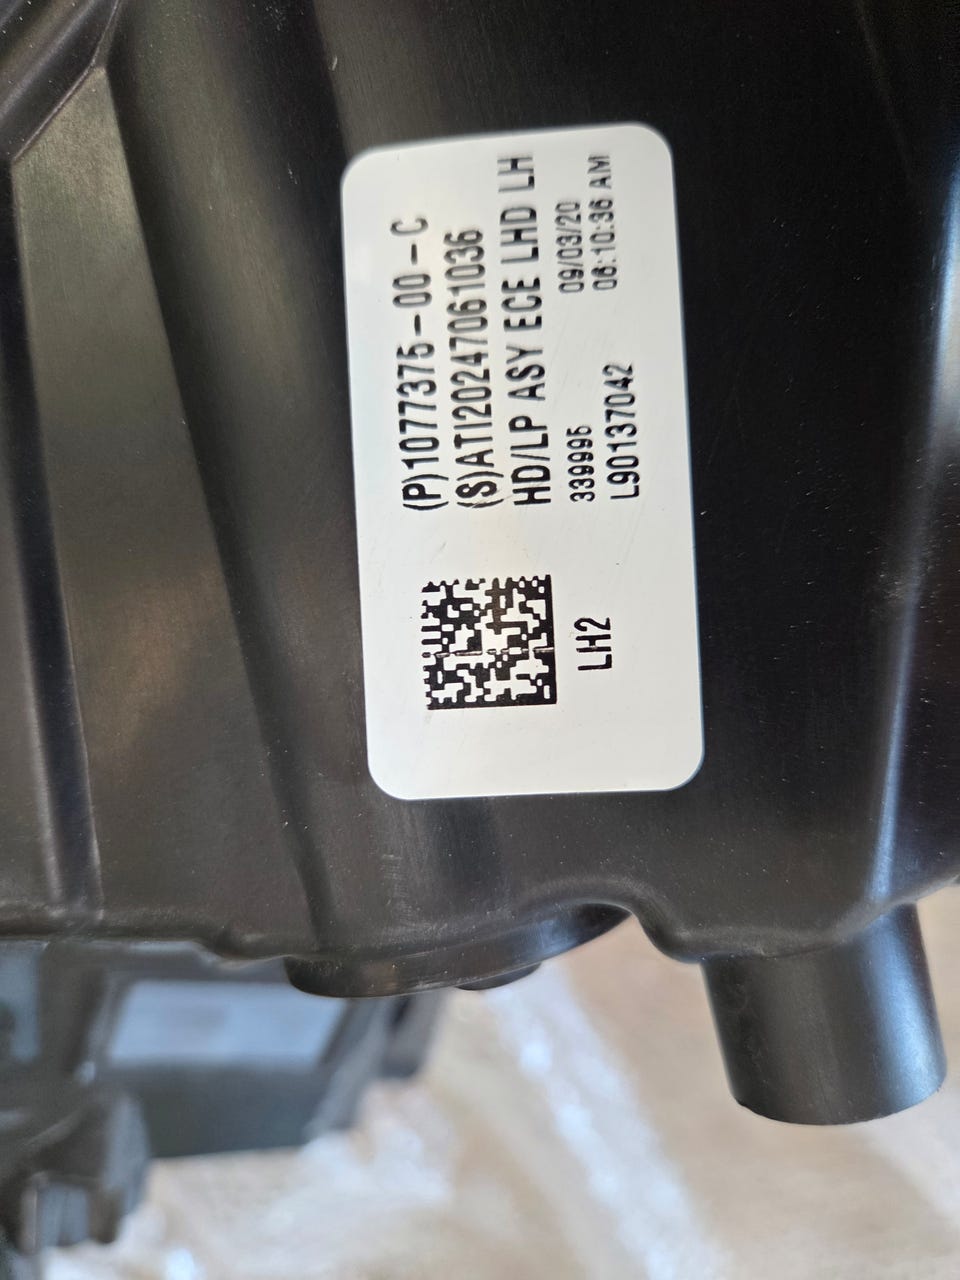 (P)1077375-00-C
(S)ATI20247061036
HD/LP ASY ECE LHD LH
339995 09/03/20
L90137042 06:10:36 AM
LH2